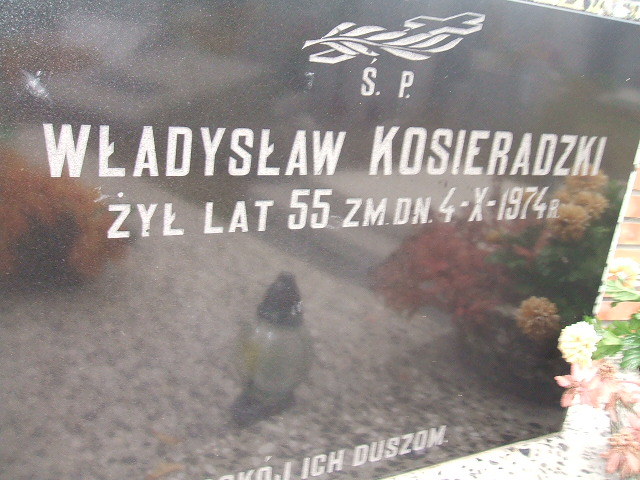 Ś. P.
WŁADYSŁAW KOSIERADZKI
ŻYŁ LAT 55 ZM. DN. 4-X-1974 R.
ICH DUSZOM.